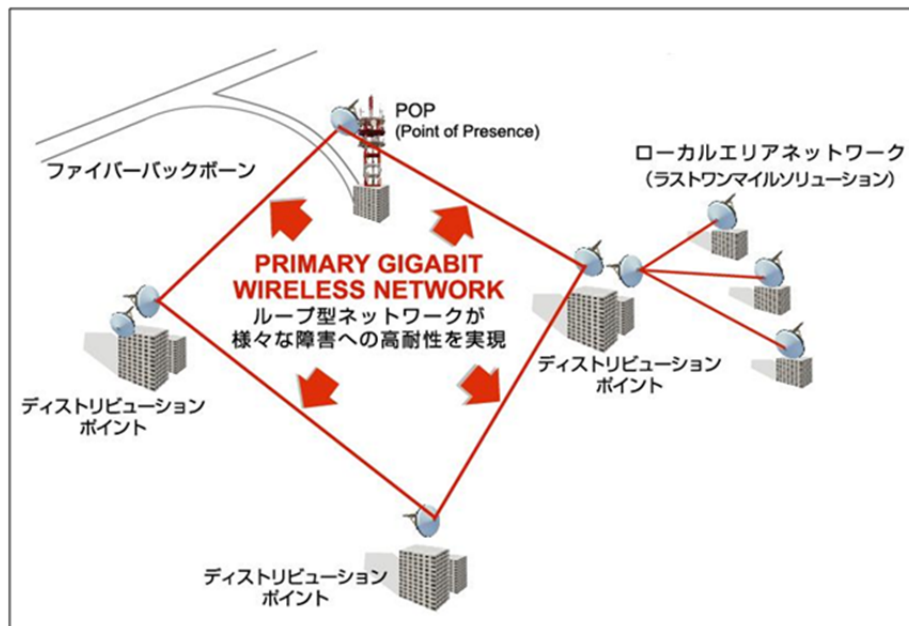 POP
(Point of Presence)
ファイバーバックボーン
ローカルエリアネットワーク
（ラストワンマイルソリューション）
PRIMARY GIGABIT
WIRELESS NETWORK
ループ型ネットワークが
様々な障害への高耐性を実現
ディストリビューション
ポイント
ディストリビューション
ポイント
ディストリビューション
ポイント